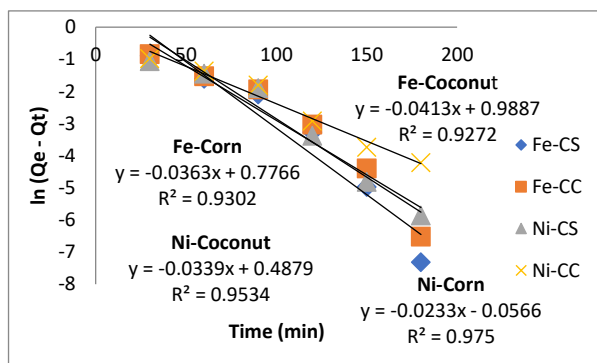 0
-1
-2
-3
-4
-5
-6
-7
-8
0
50
100
150
200
ln (Qe - Qt)
Time (min)
Fe-Coconut
y = -0.0413x + 0.9887
R² = 0.9272
Fe-Corn
y = -0.0363x + 0.7766
R² = 0.9302
Ni-Coconut
y = -0.0339x + 0.4879
R² = 0.9534
Ni-Corn
y = -0.0233x - 0.0566
R² = 0.975
Fe-CS
Fe-CC
Ni-CS
Ni-CC